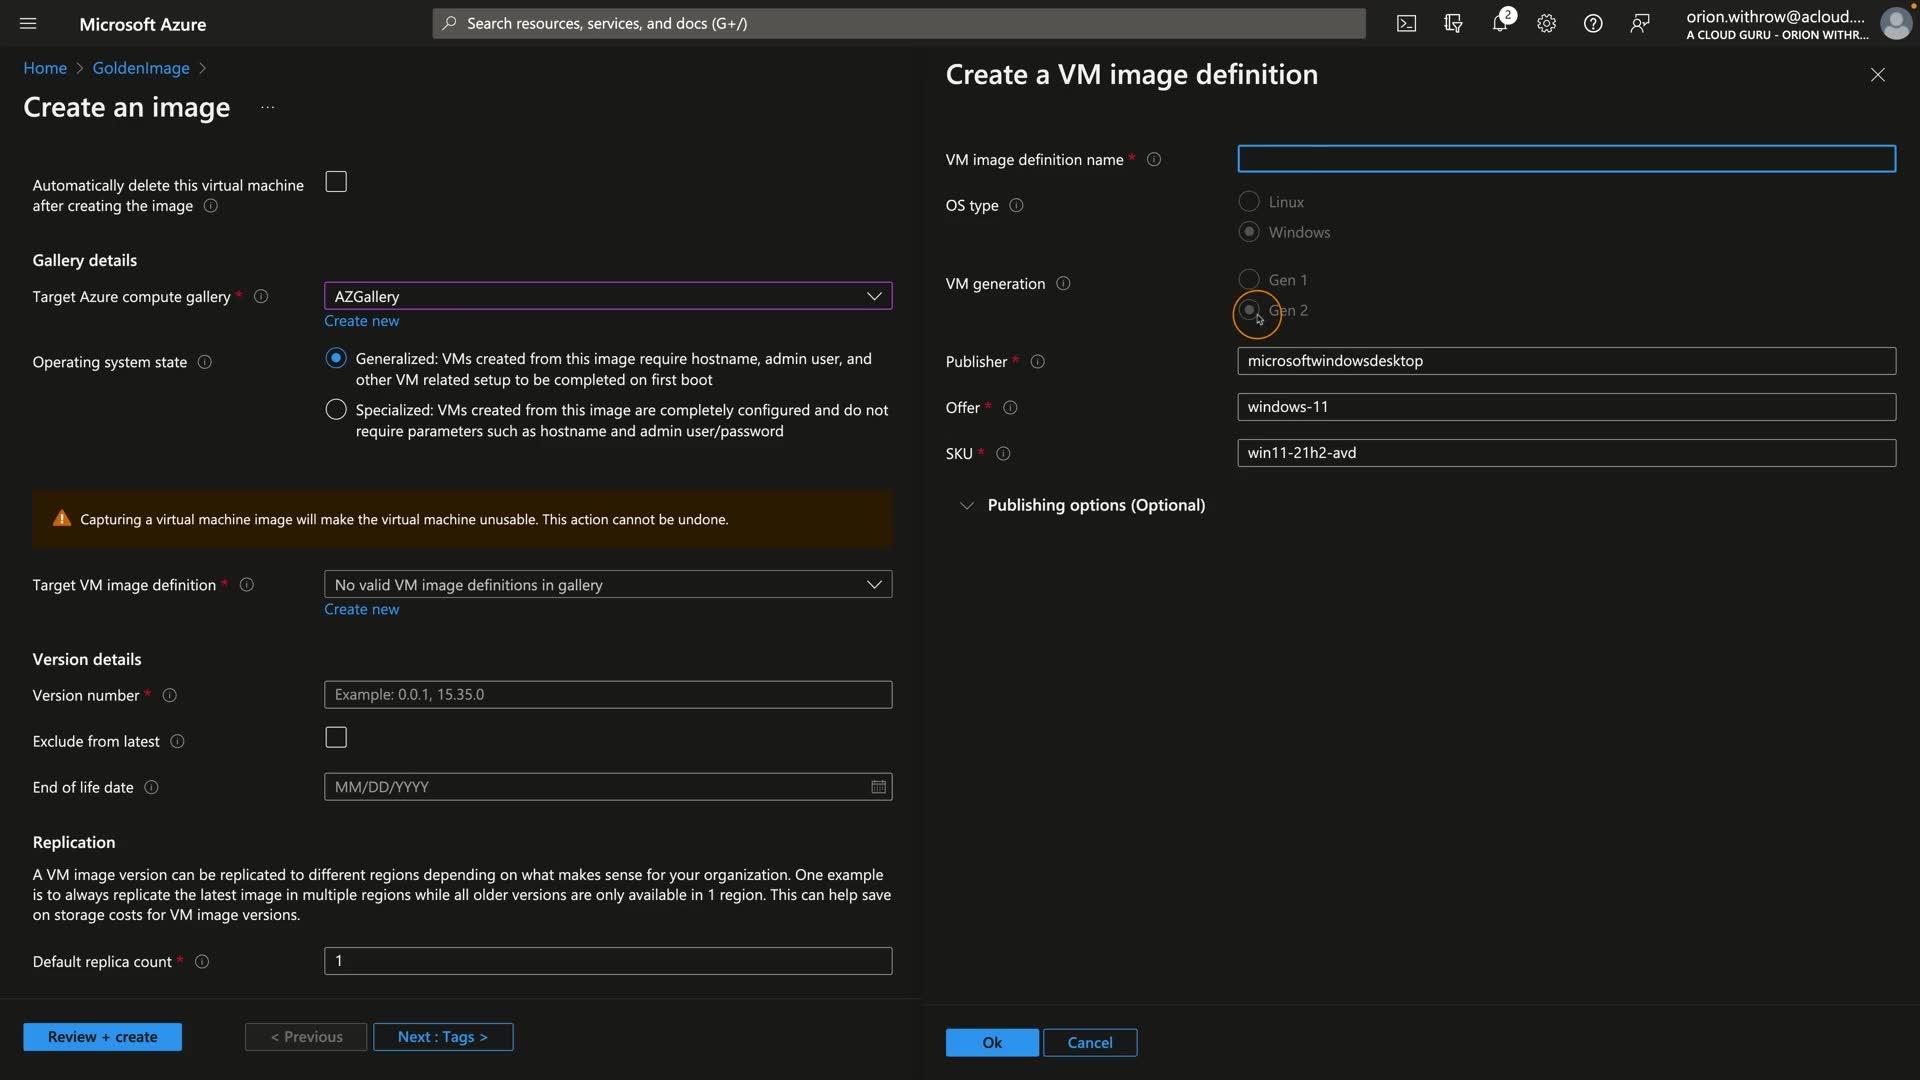 Microsoft Azure
Search resources, services, and docs (G+/)
2
orion.withrow@acloud....
A CLOUD GURU - ORION WITHR...
Home > GoldenImage >
Create an image ...
Automatically delete this virtual machine
after creating the image
Gallery details
Target Azure compute gallery *
AZGallery
Create new
Operating system state
Generalized: VMs created from this image require hostname, admin user, and
other VM related setup to be completed on first boot
Specialized: VMs created from this image are completely configured and do not
require parameters such as hostname and admin user/password
Capturing a virtual machine image will make the virtual machine unusable. This action cannot be undone.
Target VM image definition *
No valid VM image definitions in gallery
Create new
Version details
Version number *
Example: 0.0.1, 15.35.0
Exclude from latest
End of life date
MM/DD/YYYY
Replication
A VM image version can be replicated to different regions depending on what makes sense for your organization. One example
is to always replicate the latest image in multiple regions while all older versions are only available in 1 region. This can help save
on storage costs for VM image versions.
Default replica count *
1
Review + create
< Previous
Next : Tags >
Create a VM image definition
VM image definition name *
OS type
Linux
Windows
VM generation
Gen 1
Gen 2
Publisher *
microsoftwindowsdesktop
Offer *
windows-11
SKU *
win11-21h2-avd
Publishing options (Optional)
Ok
Cancel